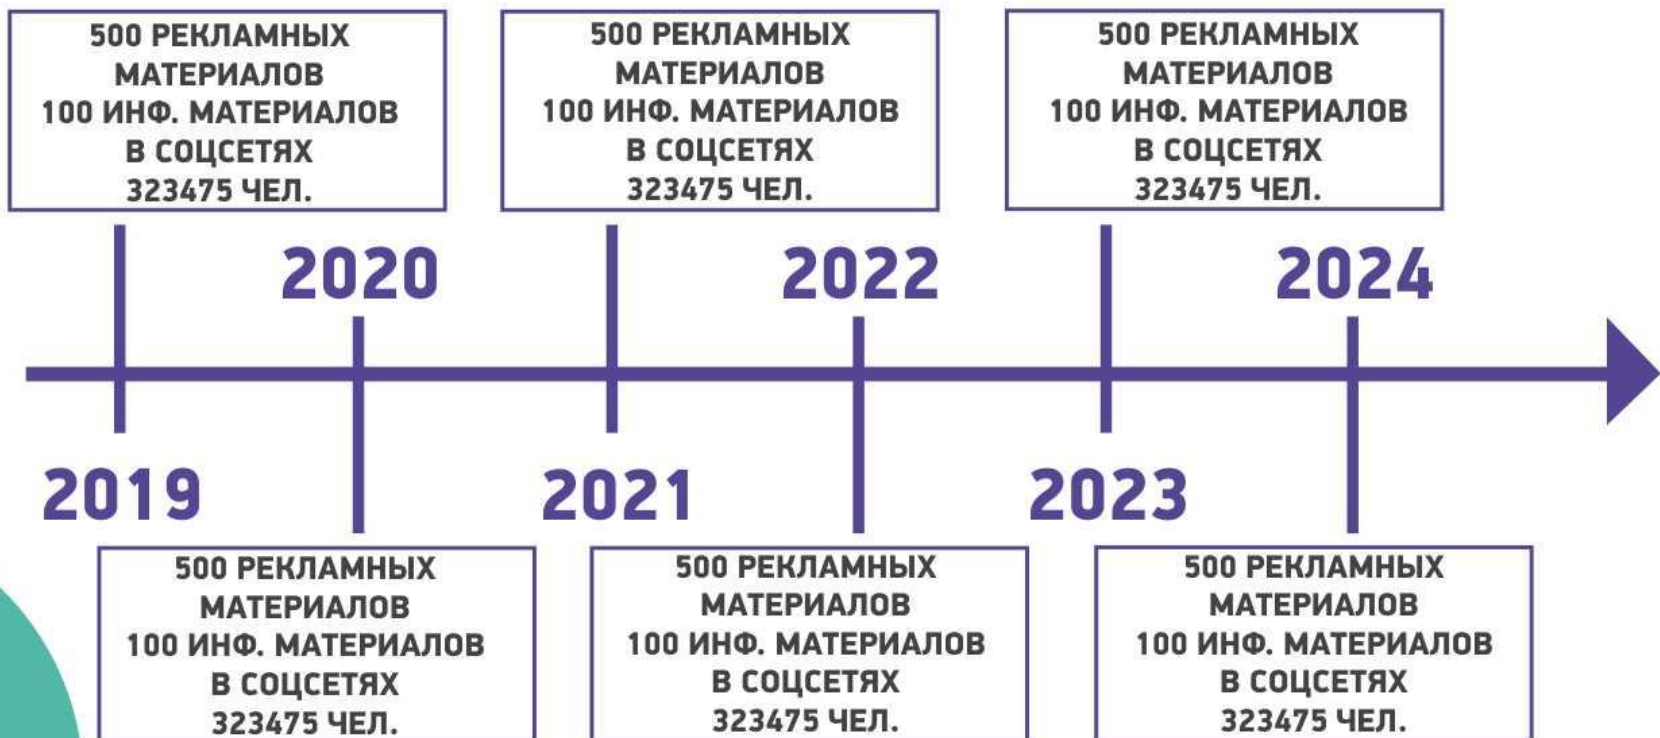 500 РЕКЛАМНЫХ
МАТЕРИАЛОВ
100 ИНФ. МАТЕРИАЛОВ
В СОЦСЕТЯХ
323475 ЧЕЛ.
500 РЕКЛАМНЫХ
МАТЕРИАЛОВ
100 ИНФ. МАТЕРИАЛОВ
В СОЦСЕТЯХ
323475 ЧЕЛ.
500 РЕКЛАМНЫХ
МАТЕРИАЛОВ
100 ИНФ. МАТЕРИАЛОВ
В СОЦСЕТЯХ
323475 ЧЕЛ.
2020
2022
2024
2019
2021
2023
500 РЕКЛАМНЫХ
МАТЕРИАЛОВ
100 ИНФ. МАТЕРИАЛОВ
В СОЦСЕТЯХ
323475 ЧЕЛ.
500 РЕКЛАМНЫХ
МАТЕРИАЛОВ
100 ИНФ. МАТЕРИАЛОВ
В СОЦСЕТЯХ
323475 ЧЕЛ.
500 РЕКЛАМНЫХ
МАТЕРИАЛОВ
100 ИНФ. МАТЕРИАЛОВ
В СОЦСЕТЯХ
323475 ЧЕЛ.